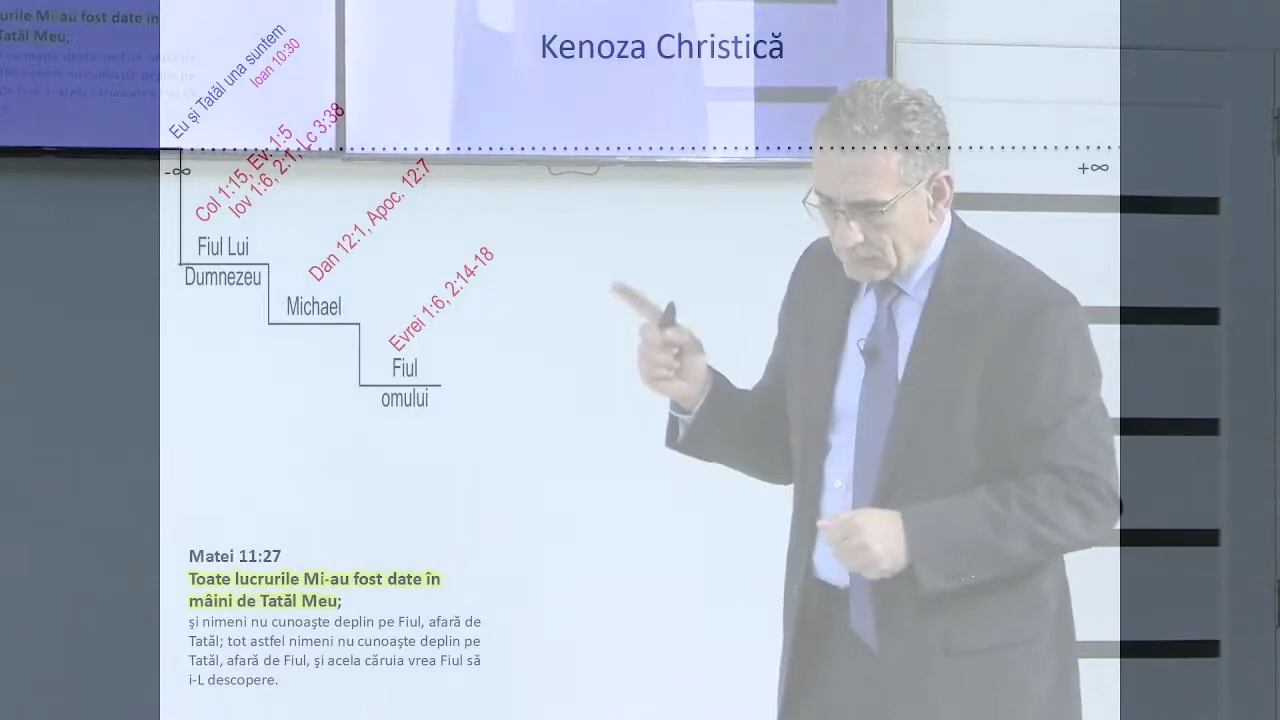 urile Mi-au fost date în
Tatăl Meu;
Kenoza Christică
Eu și Tatăl una suntem
Ioan 10:30
-∞
+∞
Col 1:15, Ev. 1:5
Iov 1:6, 2:1, Lc 3:38
Fiul Lui
Dumnezeu
Dan 12:1, Apoc. 12:7
Michael
Evrei 1:6, 2:14-18
Fiul
omului
Matei 11:27
Toate lucrurile Mi-au fost date în
mâini de Tatăl Meu;
şi nimeni nu cunoaşte deplin pe Fiul, afară de
Tatăl; tot astfel nimeni nu cunoaşte deplin pe
Tatăl, afară de Fiul, şi acela căruia vrea Fiul să
i-L descopere.